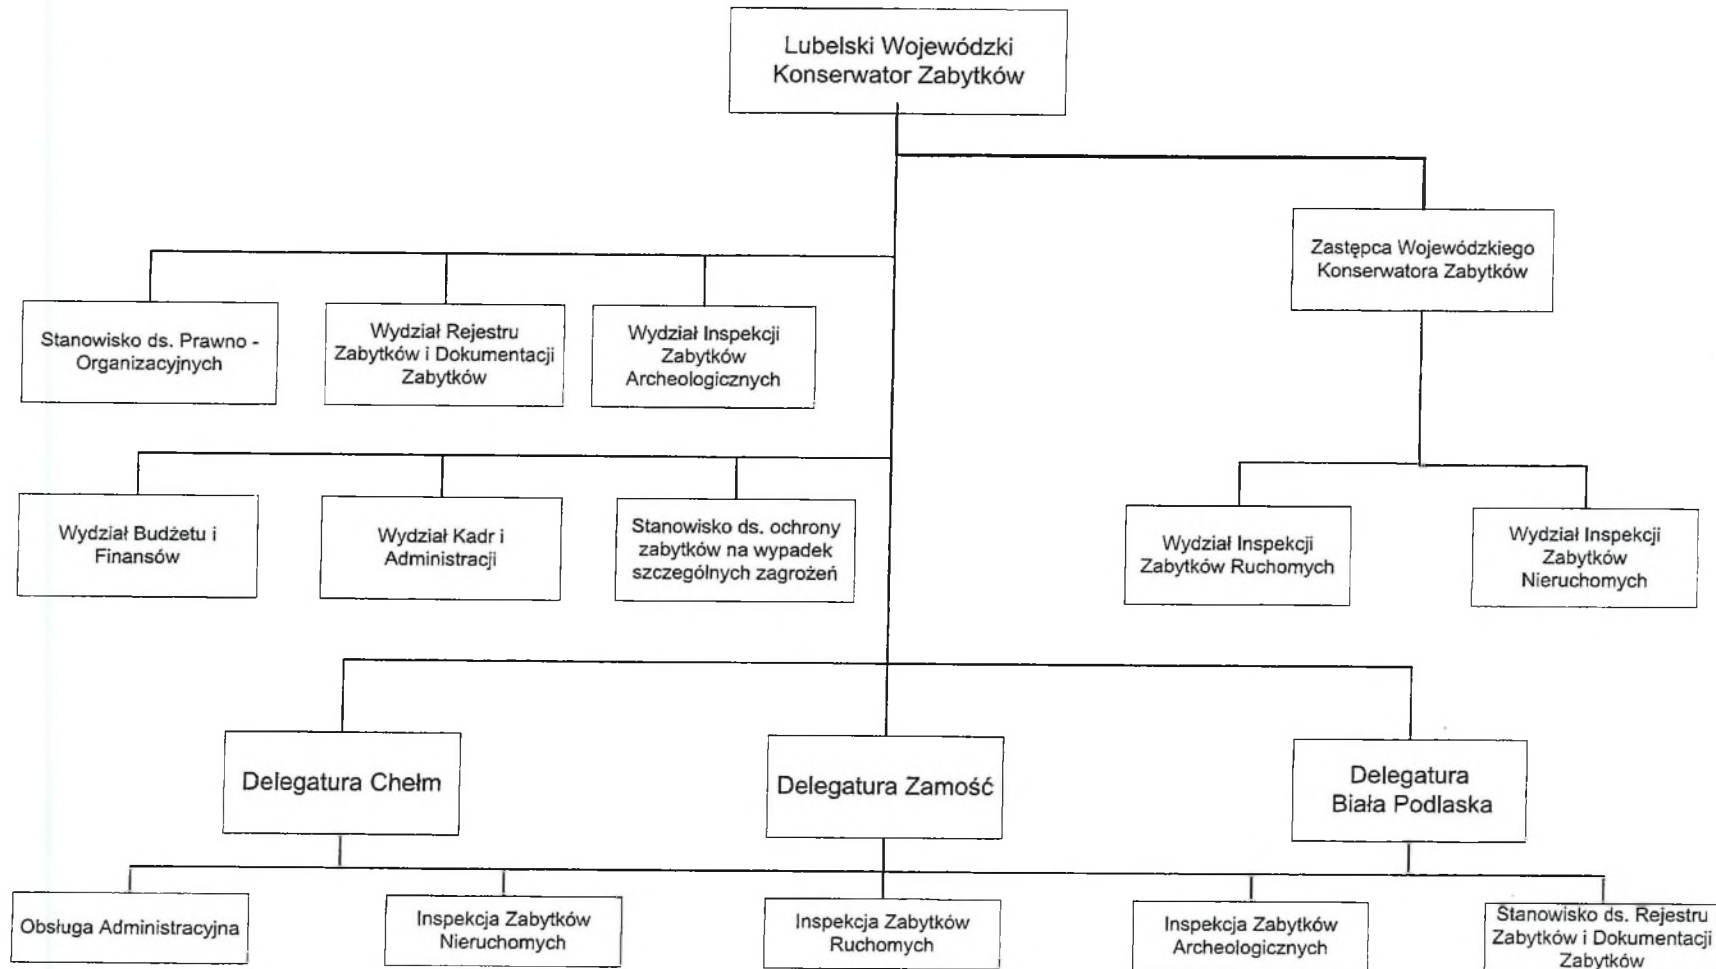 Lubelski Wojewódzki
Konserwator Zabytków
Zastępca Wojewódzkiego
Konserwatora Zabytków
Stanowisko ds. Prawno -
Organizacyjnych
Wydział Rejestru
Zabytków i Dokumentacji
Zabytków
Wydział Inspekcji
Zabytków
Archeologicznych
Wydział Budżetu i
Finansów
Wydział Kadr i
Administracji
Stanowisko ds. ochrony
zabytków na wypadek
szczególnych zagrożeń
Wydział Inspekcji
Zabytków Ruchomych
Wydział Inspekcji
Zabytków
Nieruchomych
Delegatura Chełm
Delegatura Zamość
Delegatura
Biała Podlaska
Obsługa Administracyjna
Inspekcja Zabytków
Nieruchomych
Inspekcja Zabytków
Ruchomych
Inspekcja Zabytków
Archeologicznych
Stanowisko ds. Rejestru
Zabytków i Dokumentacji
Zabytków